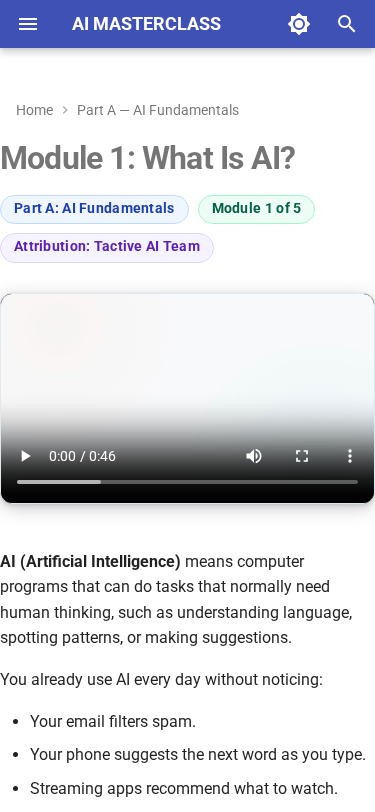 AI MASTERCLASS
Home > Part A — AI Fundamentals
Module 1: What Is AI?
Part A: AI Fundamentals
Module 1 of 5
Attribution: Tactive AI Team
0:00 / 0:46
AI (Artificial Intelligence) means computer
programs that can do tasks that normally need
human thinking, such as understanding language,
spotting patterns, or making suggestions.
You already use AI every day without noticing:
• Your email filters spam.
• Your phone suggests the next word as you type.
• Streaming apps recommend what to watch.